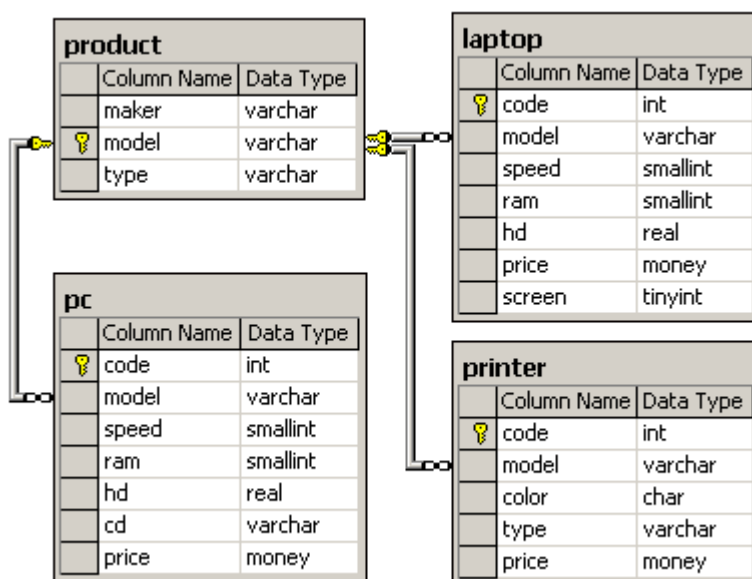 product
Column Name Data Type
maker varchar
model varchar
type varchar
laptop
Column Name Data Type
code int
model varchar
speed smallint
ram smallint
hd real
price money
screen tinyint
pc
Column Name Data Type
code int
model varchar
speed smallint
ram smallint
hd real
cd varchar
price money
printer
Column Name Data Type
code int
model varchar
color char
type varchar
price money